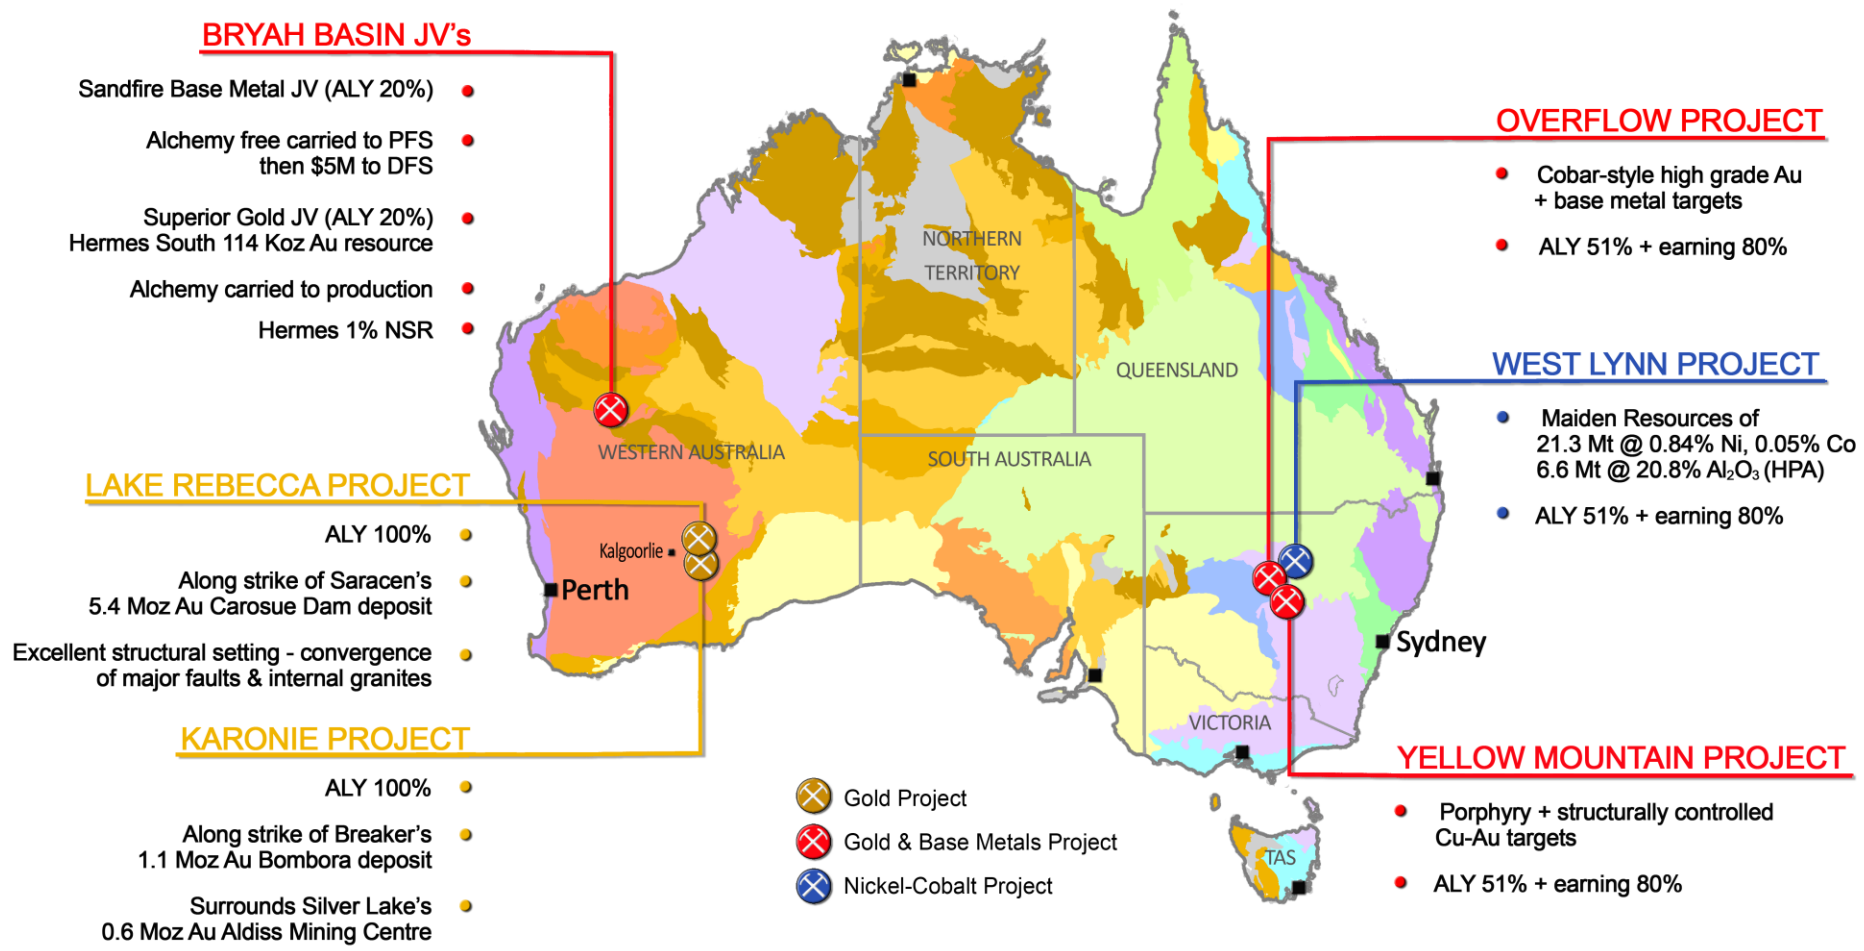 BRYAH BASIN JV's
Sandfire Base Metal JV (ALY 20%)
Alchemy free carried to PFS
then $5M to DFS
Superior Gold JV (ALY 20%)
Hermes South 114 Koz Au resource
Alchemy carried to production
Hermes 1% NSR
LAKE REBECCA PROJECT
ALY 100%
Along strike of Saracen's
5.4 Moz Au Carosue Dam deposit
Excellent structural setting - convergence
of major faults & internal granites
KARONIE PROJECT
ALY 100%
Along strike of Breaker's
1.1 Moz Au Bombora deposit
Surrounds Silver Lake's
0.6 Moz Au Aldiss Mining Centre
NORTHERN
TERRITORY
QUEENSLAND
WESTERN AUSTRALIA
SOUTH AUSTRALIA
Kalgoorlie
Perth
Sydney
VICTORIA
TAS
Gold Project
Gold & Base Metals Project
Nickel-Cobalt Project
OVERFLOW PROJECT
Cobar-style high grade Au
+ base metal targets
ALY 51% + earning 80%
WEST LYNN PROJECT
Maiden Resources of
21.3 Mt @ 0.84% Ni, 0.05% Co
6.6 Mt @ 20.8% Al₂O₃ (HPA)
ALY 51% + earning 80%
YELLOW MOUNTAIN PROJECT
Porphyry + structurally controlled
Cu-Au targets
ALY 51% + earning 80%